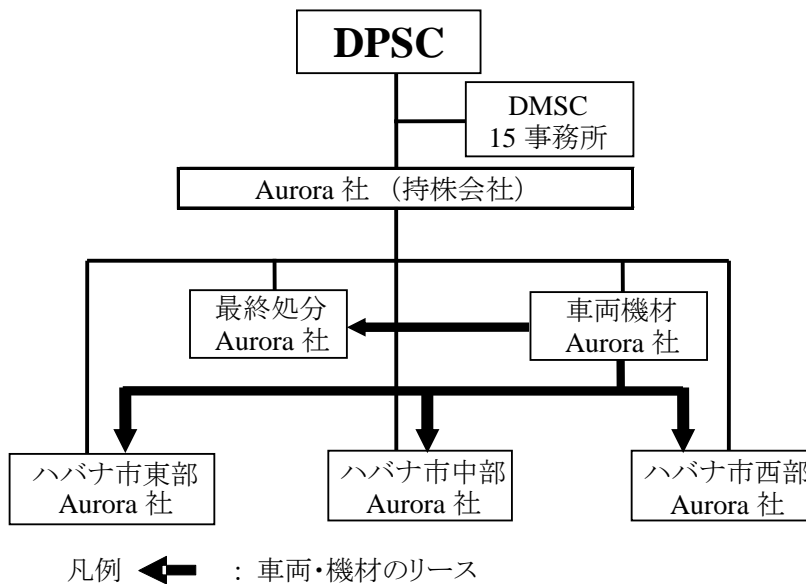 DPSC
DMSC
15 事務所
Aurora 社 （持株会社）
最終処分
Aurora 社
車両機材
Aurora 社
ハバナ市東部
Aurora 社
ハバナ市中部
Aurora 社
ハバナ市西部
Aurora 社
凡例 : 車両・機材のリース